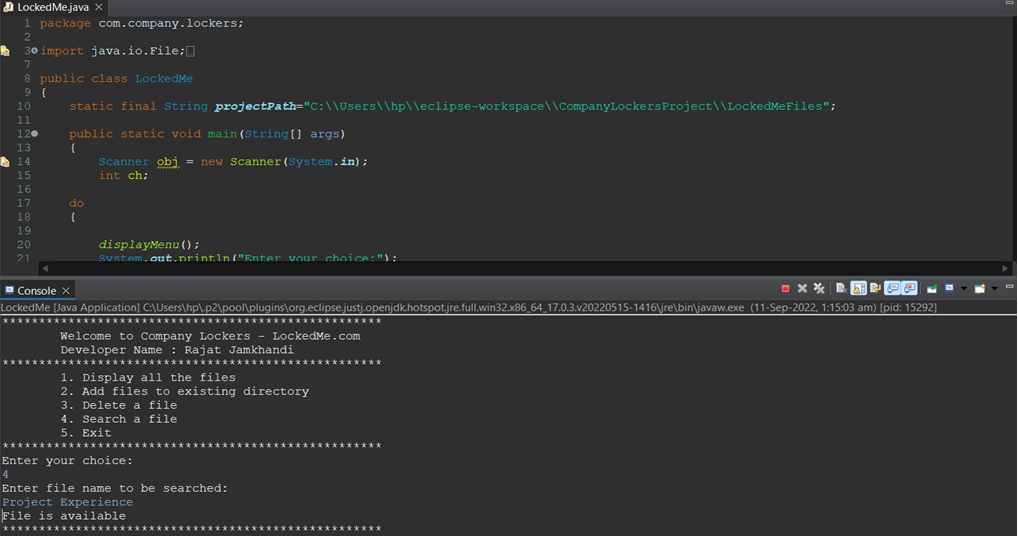 LockedMe.java
1 package com.company.lockers;
2
3 import java.io.File;
7
8 public class LockedMe
9 {
10 static final String projectPath="C:\\Users\\hp\\eclipse-workspace\\CompanyLockersProject\\LockedMeFiles";
11
12 public static void main(String[] args)
13 {
14 Scanner obj = new Scanner(System.in);
15 int ch;
16
17 do
18 {
19
20 displayMenu();
21 System.out.println("Enter your choice:");
Console
LockedMe [Java Application] C:\Users\hp\.p2\pool\plugins\org.eclipse.justj.openjdk.hotspot.jre.full.win32.x86_64_17.0.3.v20220515-1416\jre\bin\javaw.exe (11-Sep-2022, 1:15:03 am) [pid: 15292]
****************************************************
Welcome to Company Lockers - LockedMe.com
Developer Name : Rajat Jamkhandi
****************************************************
1. Display all the files
2. Add files to existing directory
3. Delete a file
4. Search a file
5. Exit
****************************************************
Enter your choice:
4
Enter file name to be searched:
Project Experience
File is available
****************************************************